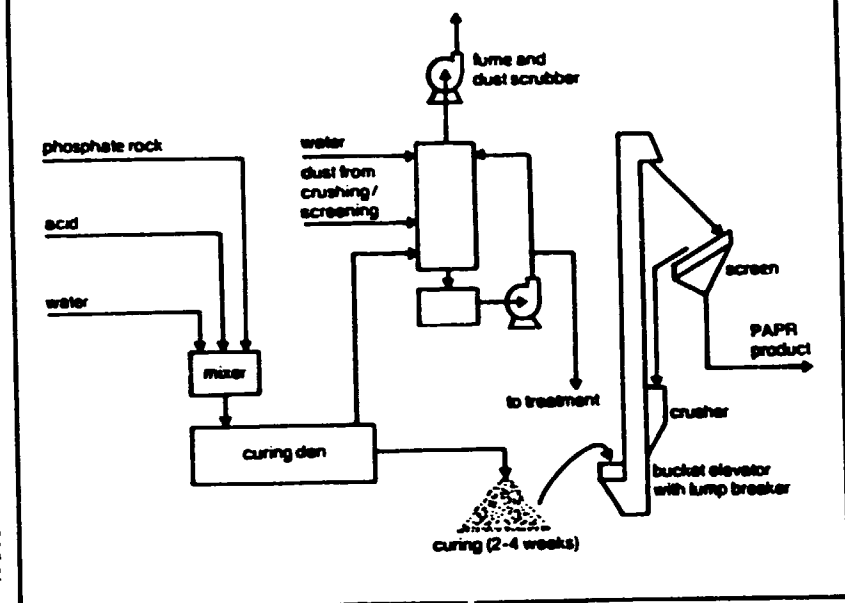 fume and
dust scrubber
phosphate rock
water
dust from
crushing/
screening
acid
screen
water
PAPR
product
mixer
to treatment
crusher
curing den
bucket elevator
with lump breaker
curing (2-4 weeks)